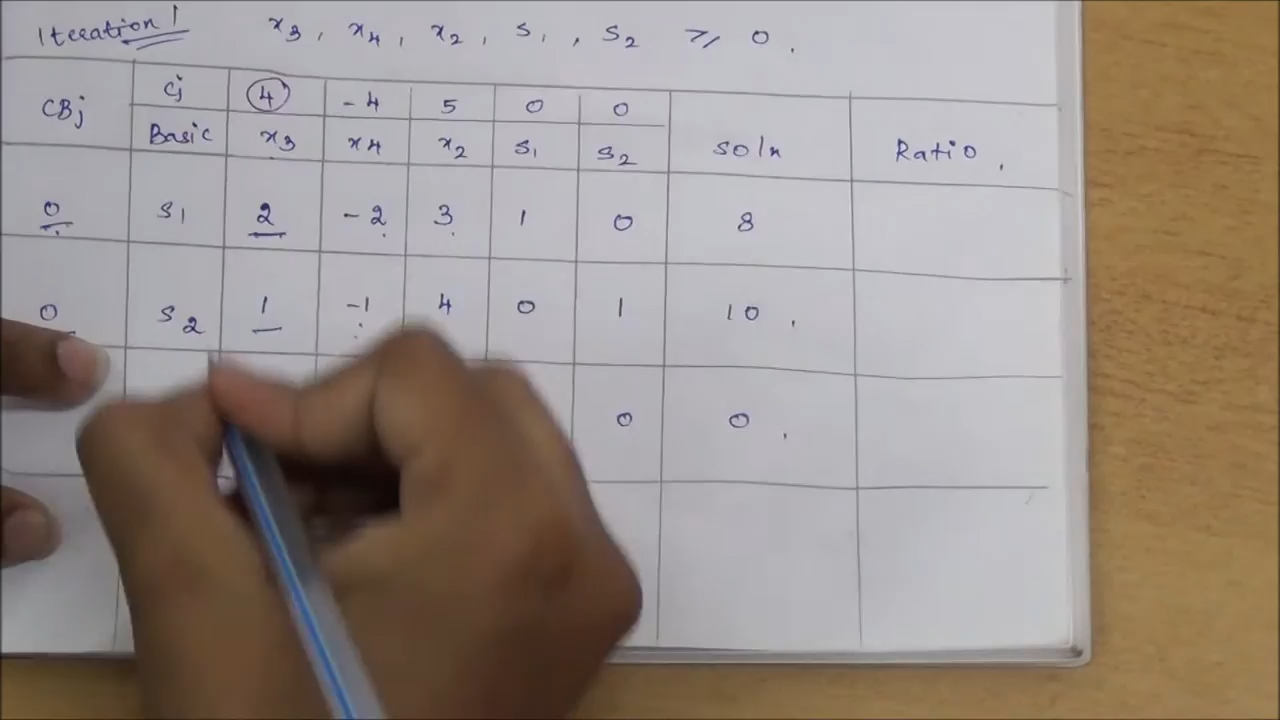 Iteration 1 x3, x4, x2, s1, s2 ≥ 0.
CBj Cj 4 -4 5 0 0 Soln Ratio.
Basic x3 x4 x2 s1 s2
0 s1 2 -2 3 1 0 8
0 s2 1 -1 4 0 1 10.
0 0.